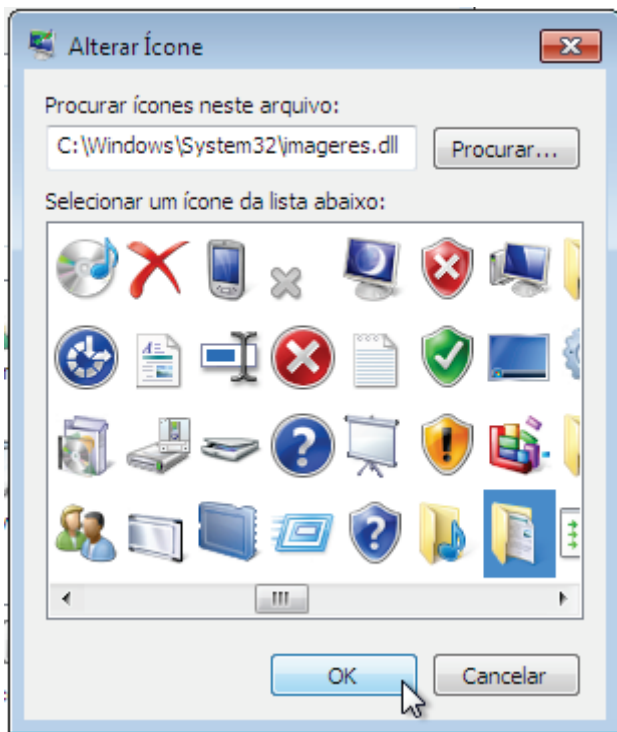 Alterar Ícone
Procurar ícones neste arquivo:
C:\Windows\System32\imageres.dll
Procurar...
Selecionar um ícone da lista abaixo:
OK
Cancelar